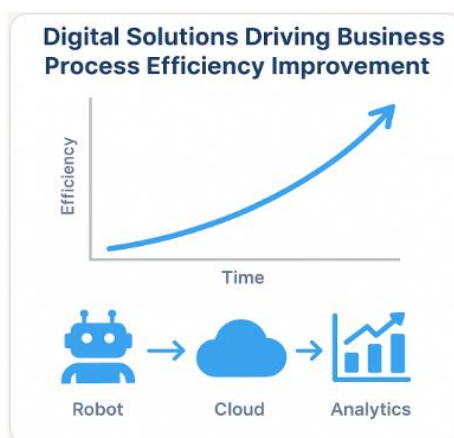 Digital Solutions Driving Business
Process Efficiency Improvement
Efficiency
Time
Robot
Cloud
Analytics